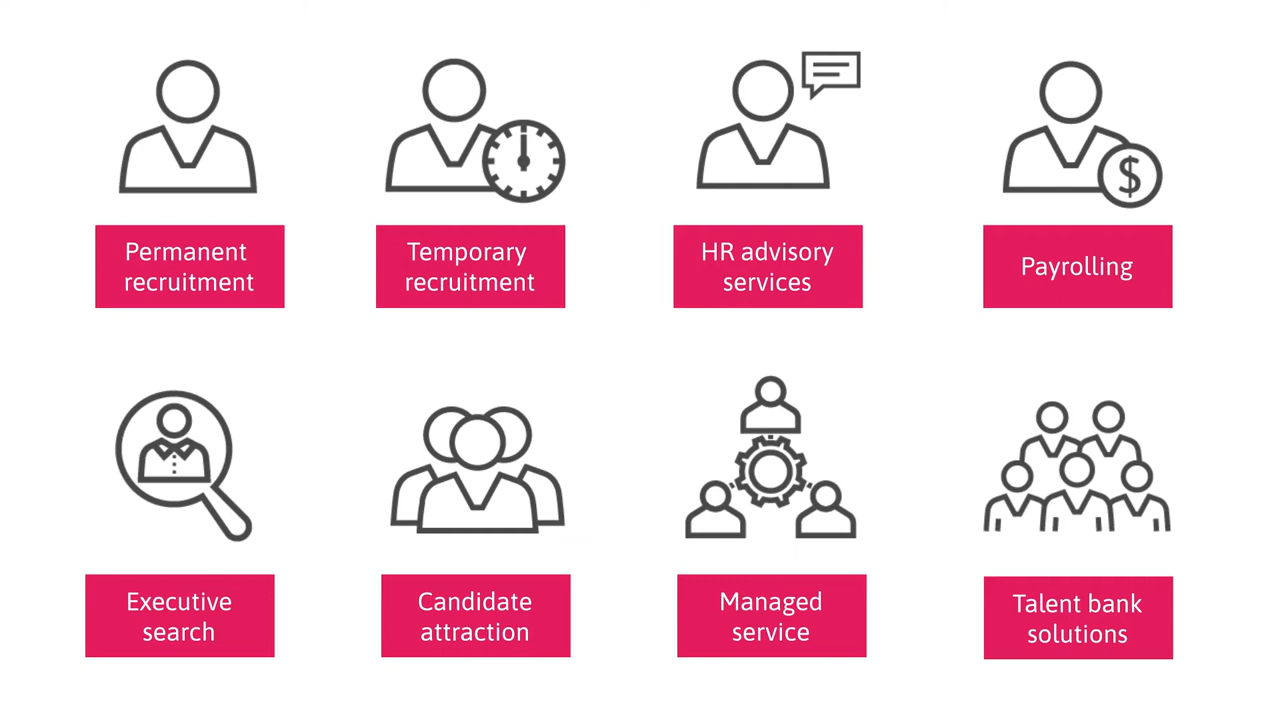 Permanent
recruitment
Temporary
recruitment
HR advisory
services
Payrolling
$
Executive
search
Candidate
attraction
Managed
service
Talent bank
solutions